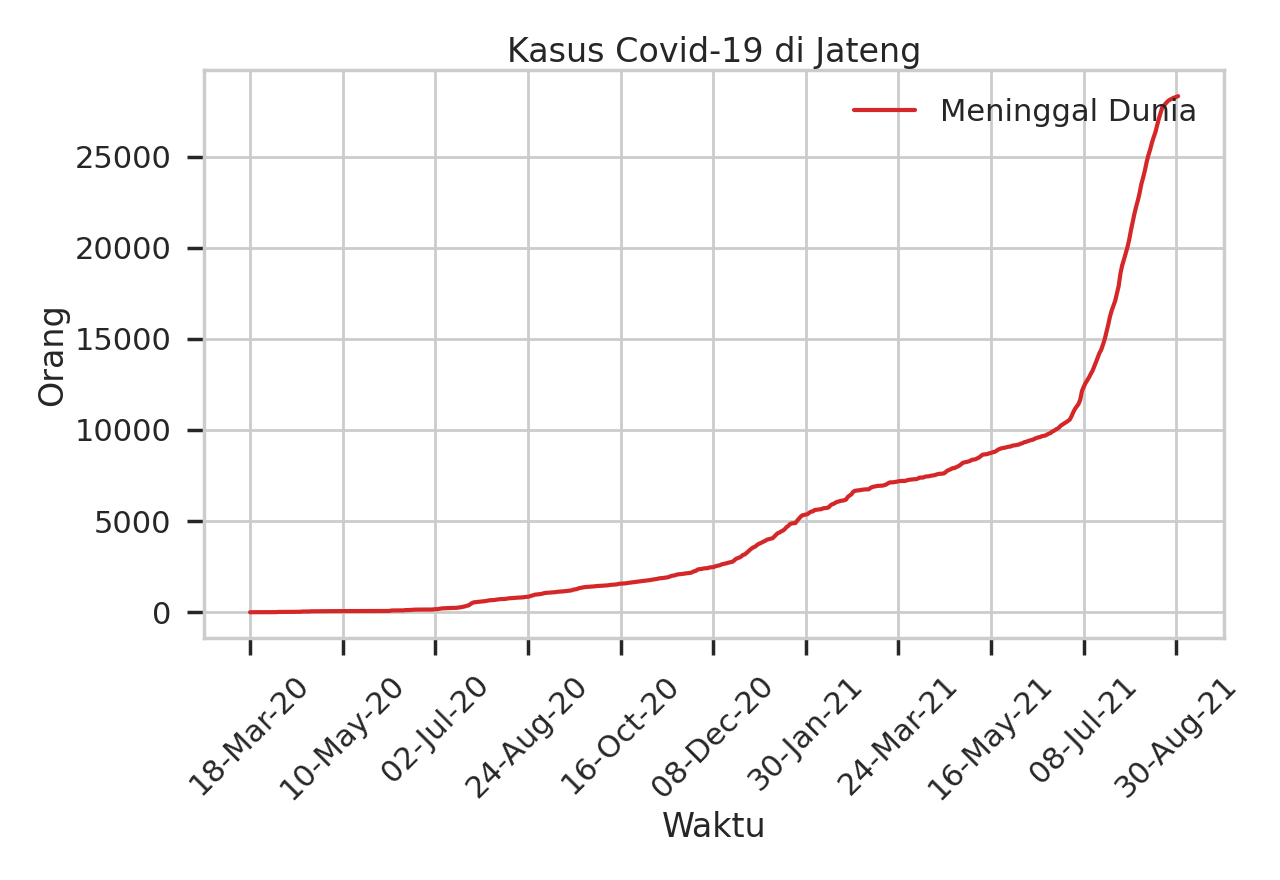 Kasus Covid-19 di Jateng
Meninggal Dunia
Orang
25000
20000
15000
10000
5000
0
18-Mar-20
10-May-20
02-Jul-20
24-Aug-20
16-Oct-20
08-Dec-20
30-Jan-21
24-Mar-21
16-May-21
08-Jul-21
30-Aug-21
Waktu